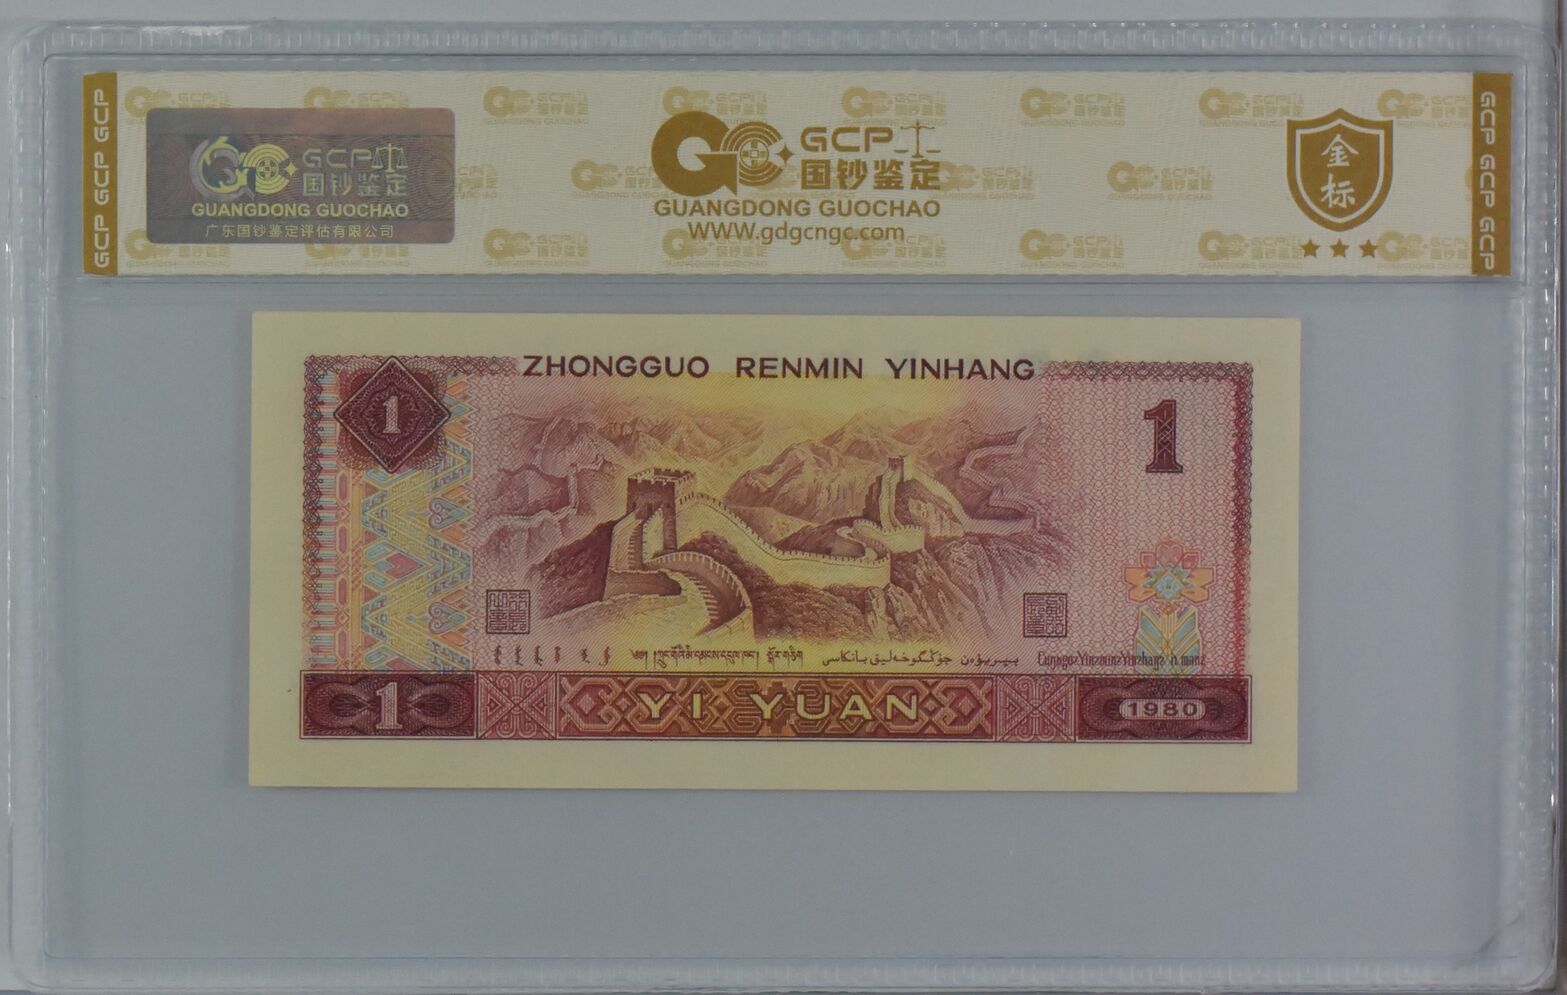 GCP GCP GCP
GCP
国钞鉴定
GUANGDONG GUOCHAO
广东国钞鉴定评估有限公司
GCP
国钞鉴定
GUANGDONG GUOCHAO
WWW.gdgcngc.com
金
标
GCP GCP GCP
ZHONGGUO RENMIN YINHANG
1
1
1
YI YUAN
1980